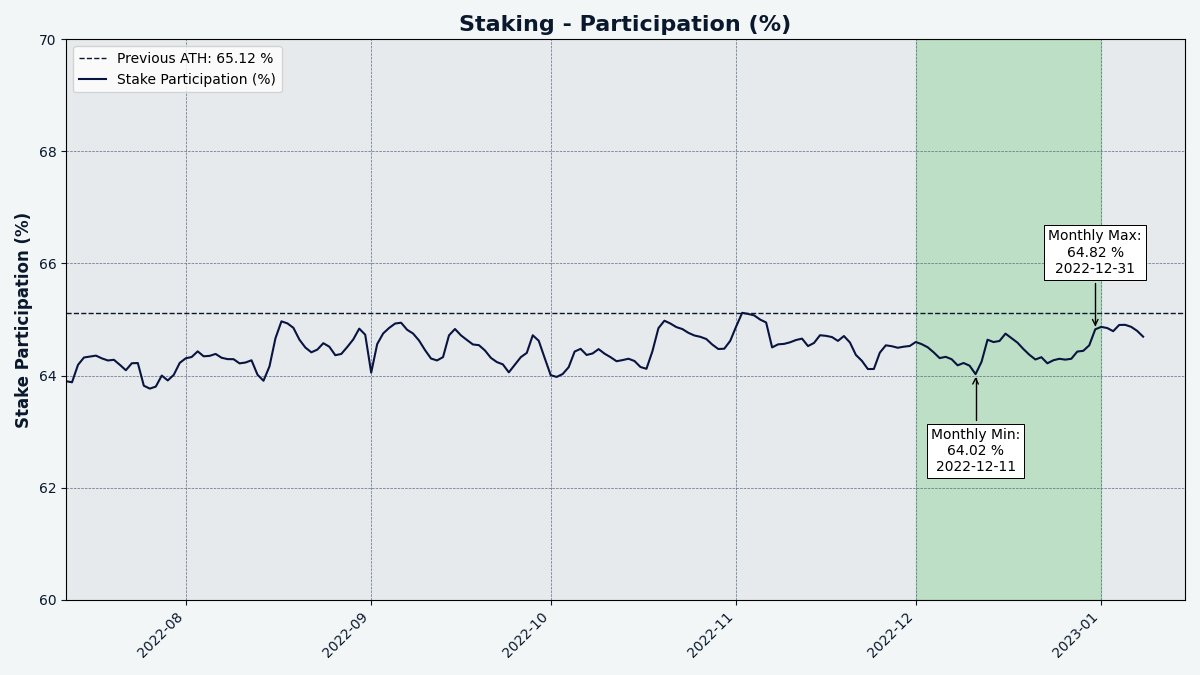 Staking - Participation (%)
Previous ATH: 65.12 %
Stake Participation (%)
Stake Participation (%)
70
68
66
64
62
60
Monthly Max:
64.82 %
2022-12-31
Monthly Min:
64.02 %
2022-12-11
2022-08
2022-09
2022-10
2022-11
2022-12
2023-01